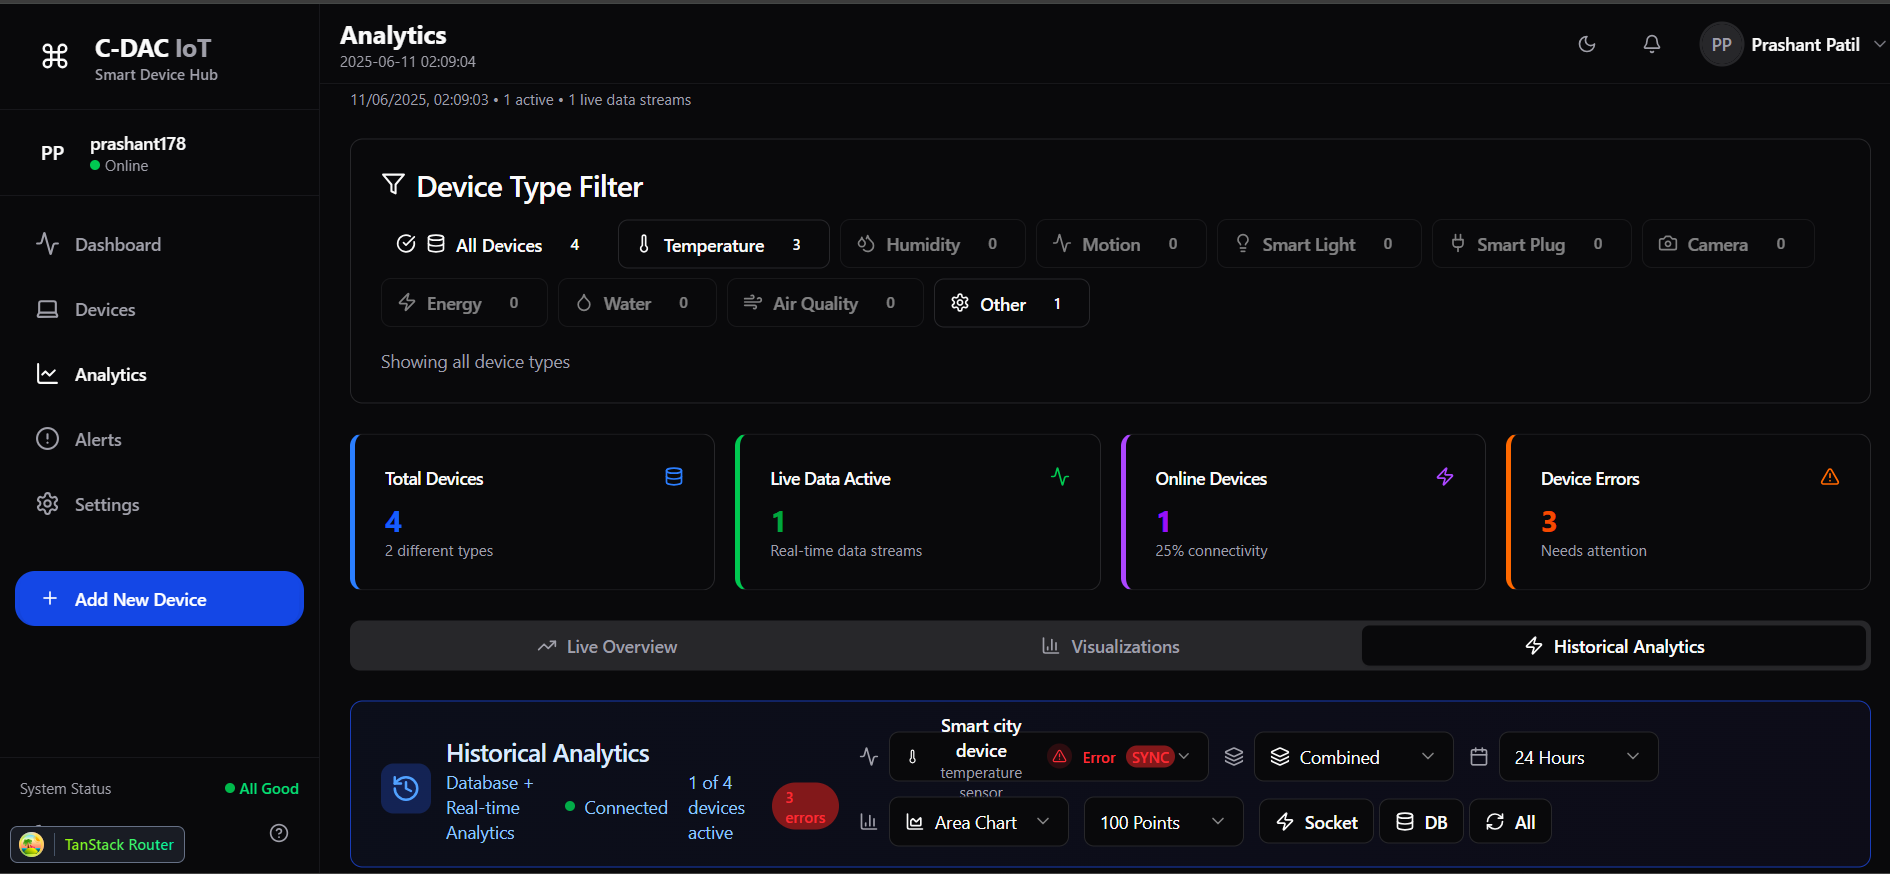 C-DAC IoT
Smart Device Hub
PP
prashant178
Online
Dashboard
Devices
Analytics
Alerts
Settings
Add New Device
System Status
All Good
TanStack Router
Analytics
2025-06-11 02:09:04
PP
Prashant Patil
11/06/2025, 02:09:03 • 1 active • 1 live data streams
Device Type Filter
All Devices 4
Temperature 3
Humidity 0
Motion 0
Smart Light 0
Smart Plug 0
Camera 0
Energy 0
Water 0
Air Quality 0
Other 1
Showing all device types
Total Devices
4
2 different types
Live Data Active
1
Real-time data streams
Online Devices
1
25% connectivity
Device Errors
3
Needs attention
Live Overview
Visualizations
Historical Analytics
Historical Analytics
Database +
Real-time
Analytics
Connected
1 of 4
devices
active
3
errors
Smart city
device
temperature
sensor
Error
SYNC
Combined
24 Hours
Area Chart
100 Points
Socket
DB
All